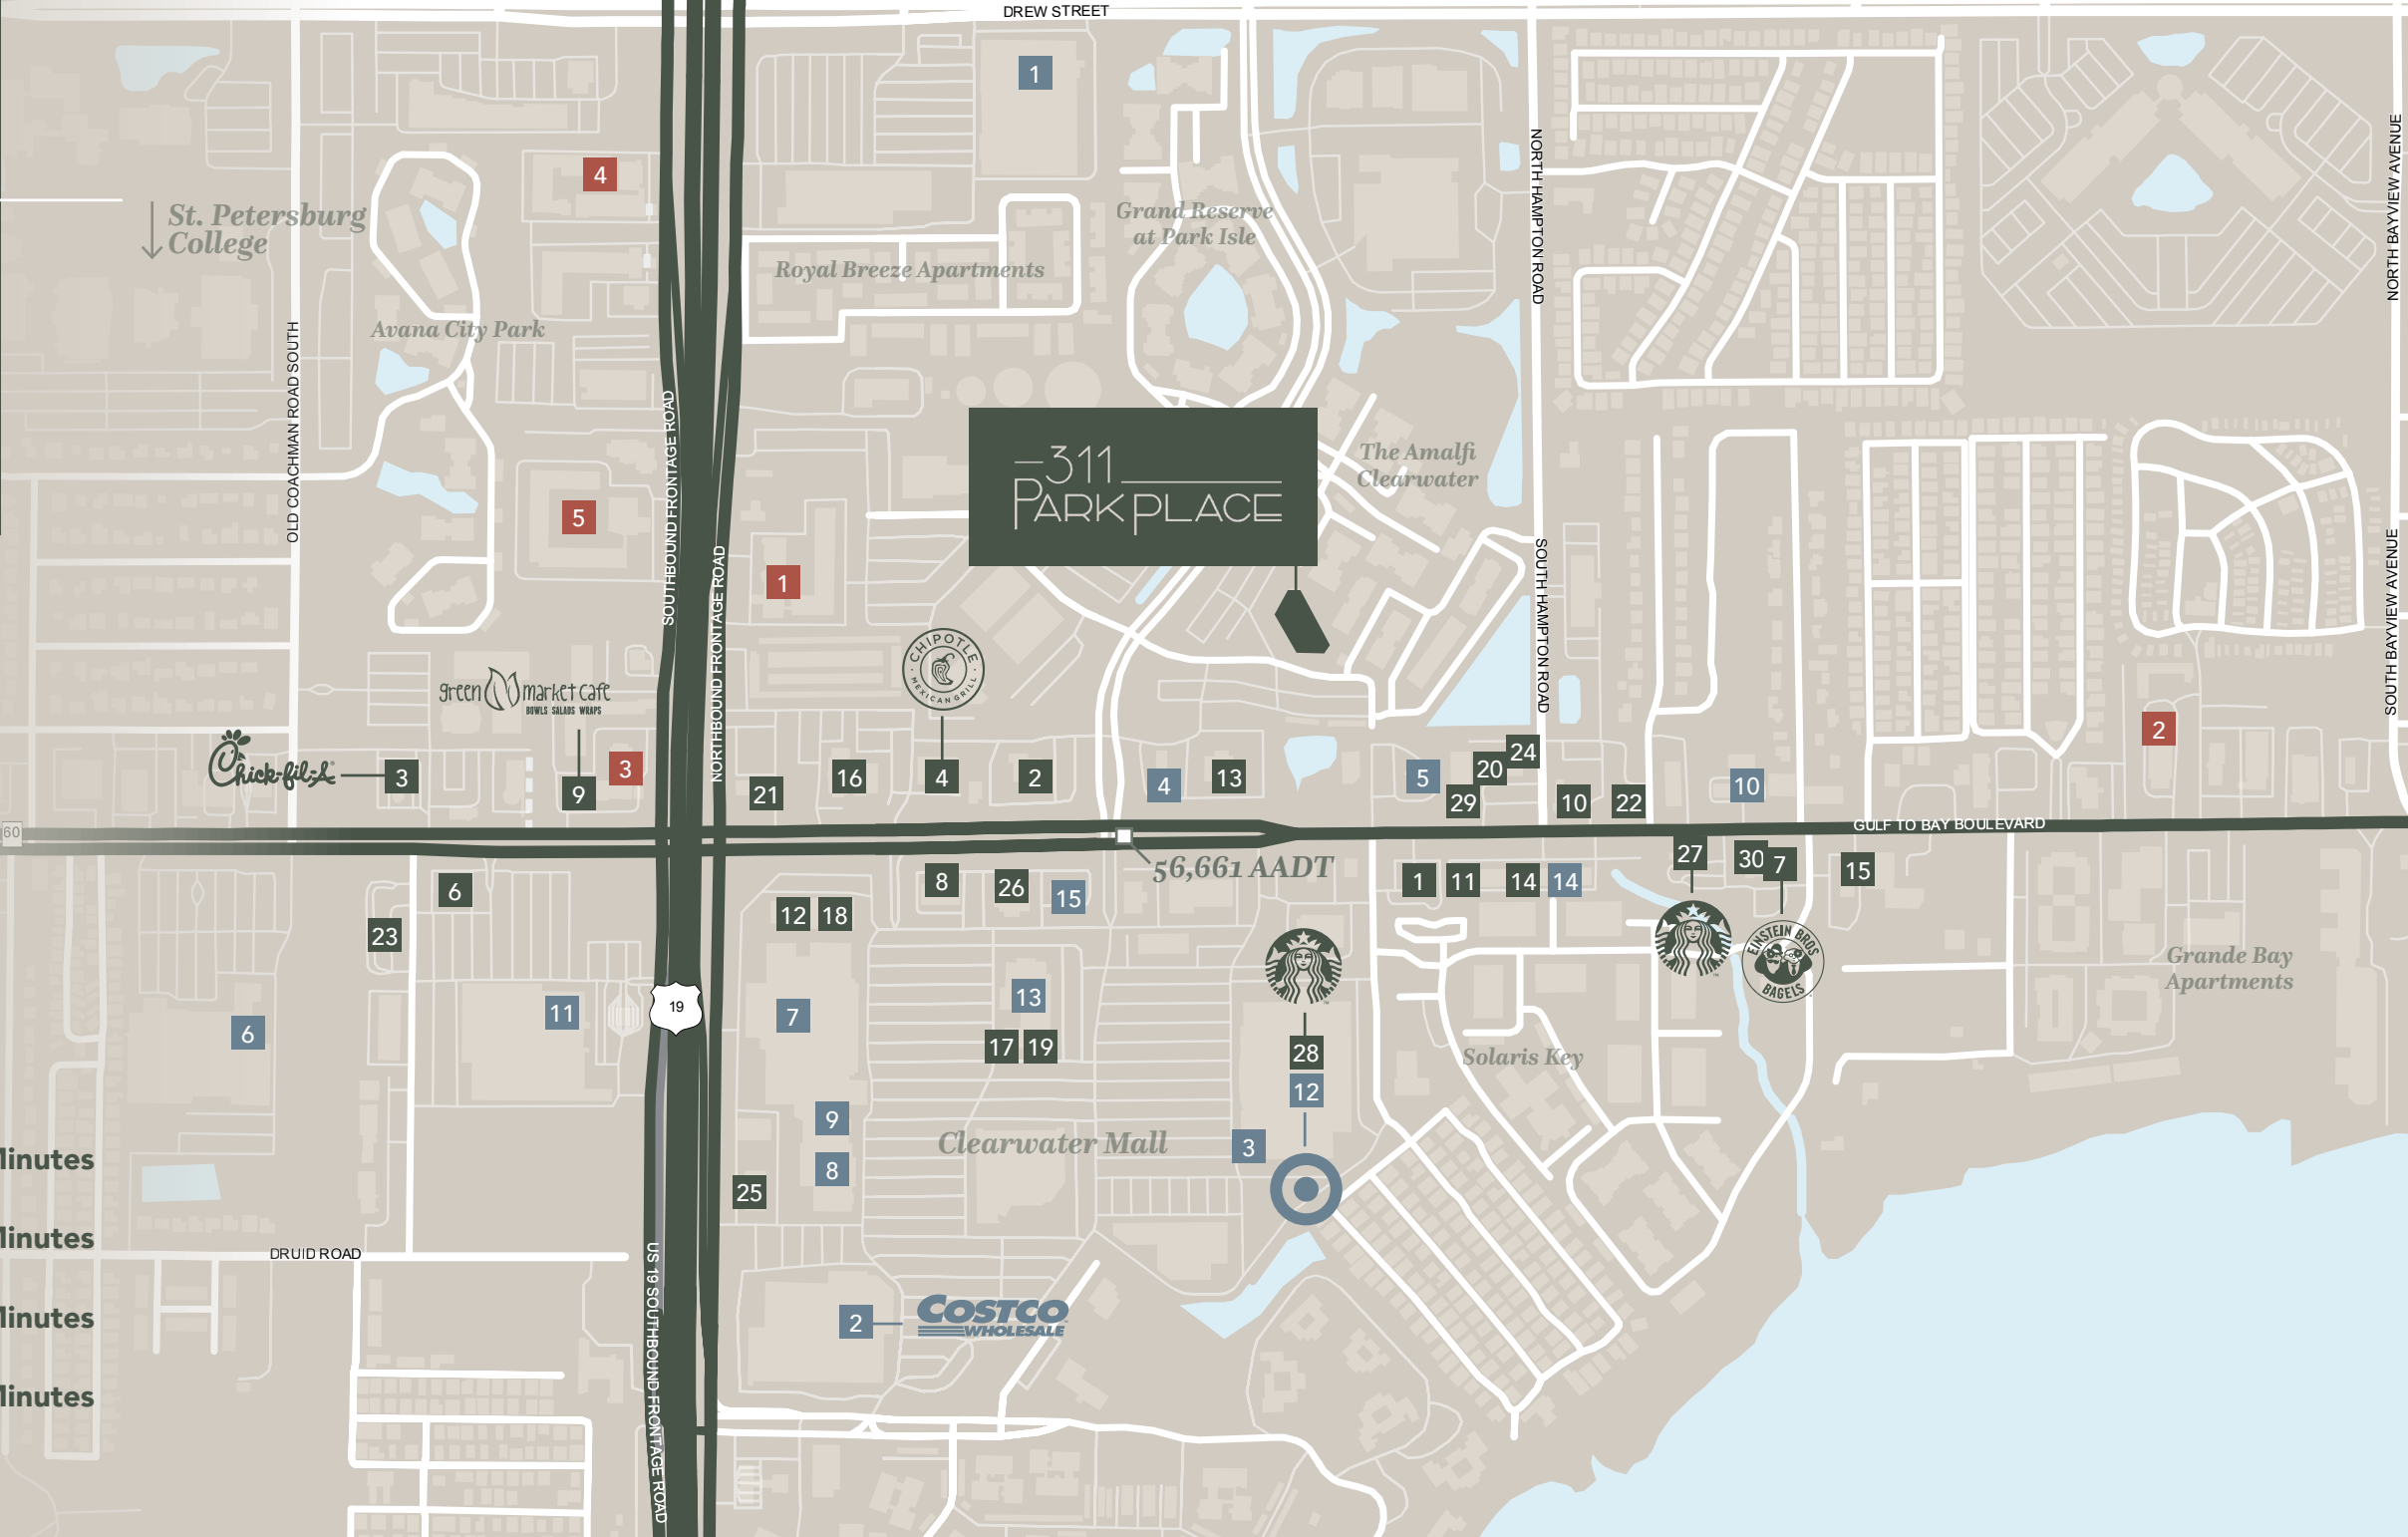 DREW STREET
1
4
NORTH HAMPTON ROAD
NORTH BAYVIEW AVENUE
St. Petersburg
College
Grand Reserve
at Park Isle
Royal Breeze Apartments
Avana City Park
OLD COACHMAN ROAD SOUTH
SOUTHBOUND FRONTAGE ROAD
311
PARKPLACE
The Amalfi
Clearwater
5
1
NORTHBOUND FRONTAGE ROAD
SOUTH HAMPTON ROAD
SOUTH BAYVIEW AVENUE
CHIPOTLE
MEXICAN GRILL
green market cafe
BOWLS SALADS WRAPS
Chick-fil-A
3
9
3
21
16
4
2
4
13
5
29
20
24
10
22
10
2
60
GULF TO BAY BOULEVARD
56,661 AADT
6
23
12
18
8
26
15
1
11
14
14
27
30
7
15
EINSTEIN BROS
BAGELS
Grande Bay
Apartments
6
11
19
7
13
17
19
28
12
Solaris Key
9
8
Clearwater Mall
3
25
Minutes
Minutes
DRUID ROAD
US 19 SOUTHBOUND FRONTAGE ROAD
2
COSTCO
WHOLESALE
Minutes
Minutes